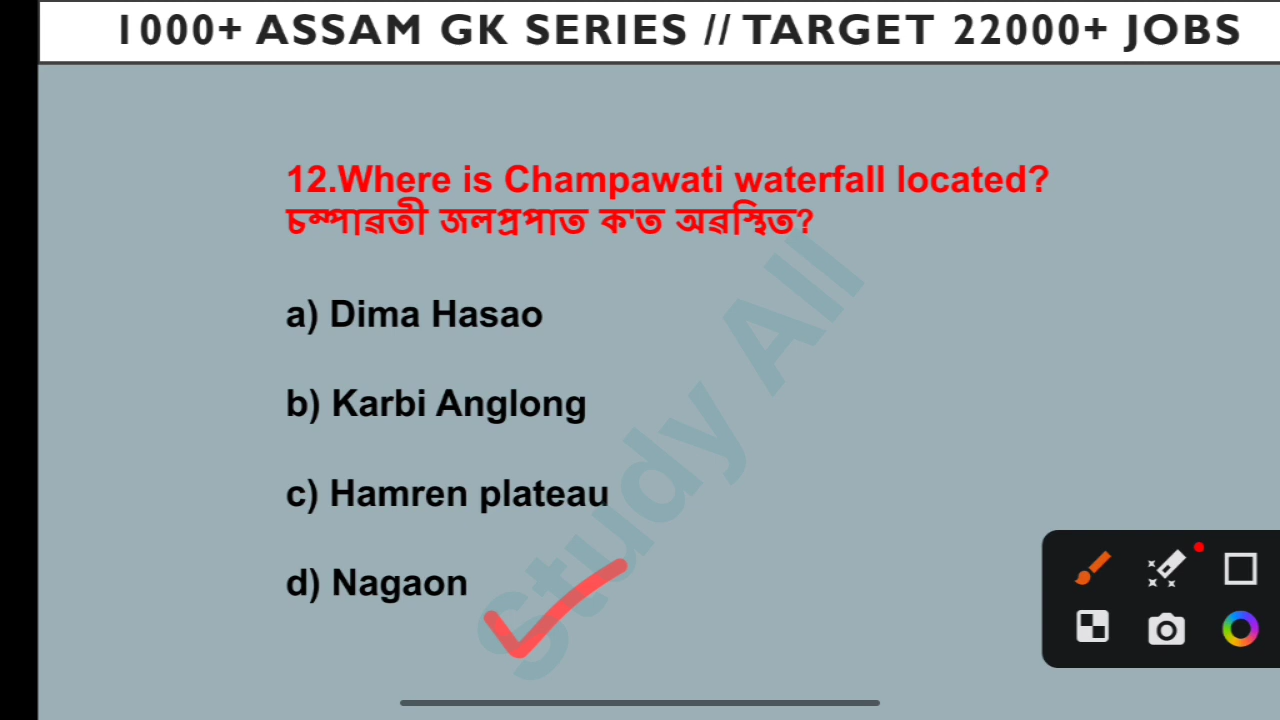 1000+ ASSAM GK SERIES // TARGET 22000+ JOBS
12.Where is Champawati waterfall located?
চম্পাৱতী জলপ্ৰপাত ক'ত অৱস্থিত?
a) Dima Hasao
b) Karbi Anglong
c) Hamren plateau
d) Nagaon
Study All